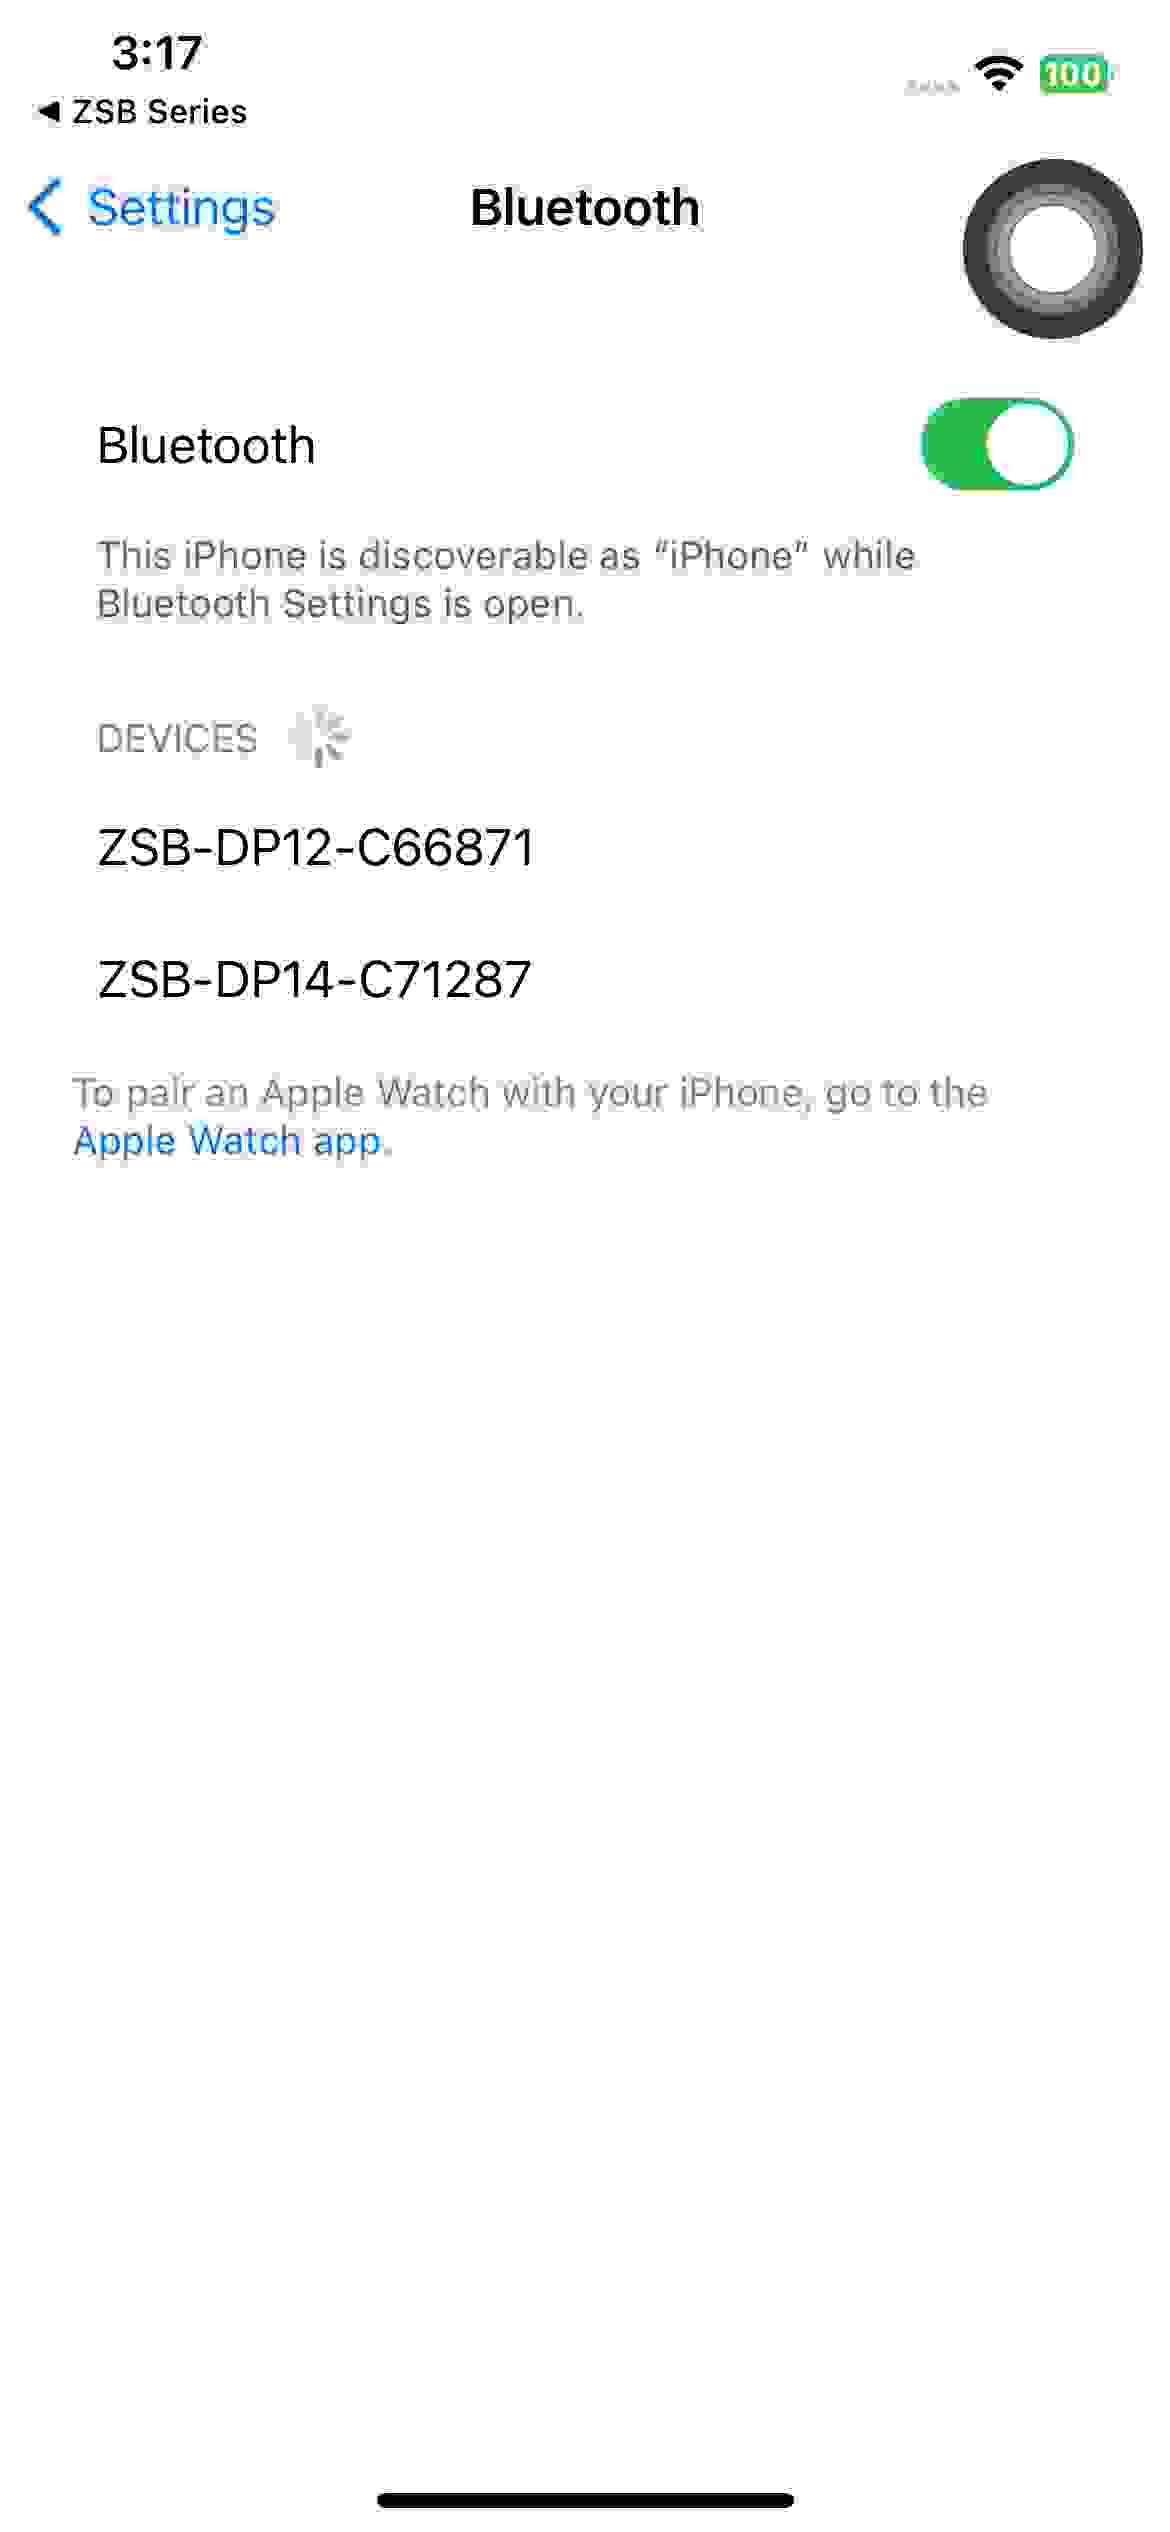 3:17
100
◀ ZSB Series
Settings
Bluetooth
Bluetooth
This iPhone is discoverable as “iPhone” while
Bluetooth Settings is open.
DEVICES
ZSB-DP12-C66871
ZSB-DP14-C71287
To pair an Apple Watch with your iPhone, go to the
Apple Watch app.